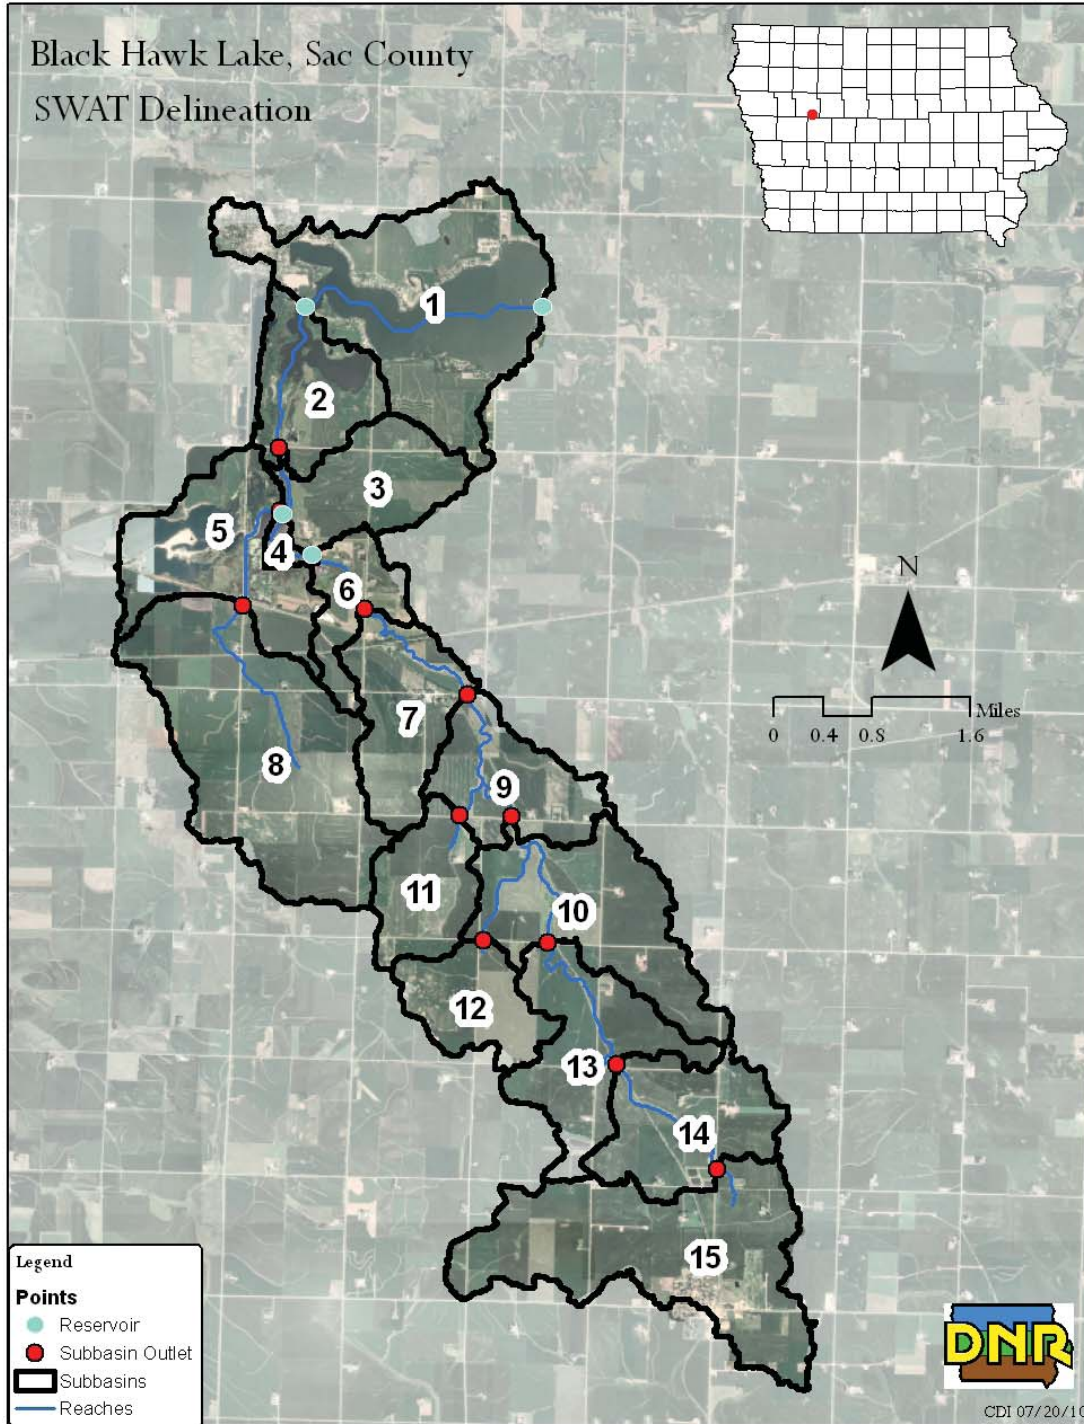 Black Hawk Lake, Sac County
SWAT Delineation
1
2
3
5
4
6
7
8
9
11
10
12
13
14
15
N
Miles
0 0.4 0.8 1.6
Legend
Points
Reservoir
Subbasin Outlet
Subbasins
Reaches
DNR
CDI 07/20/10